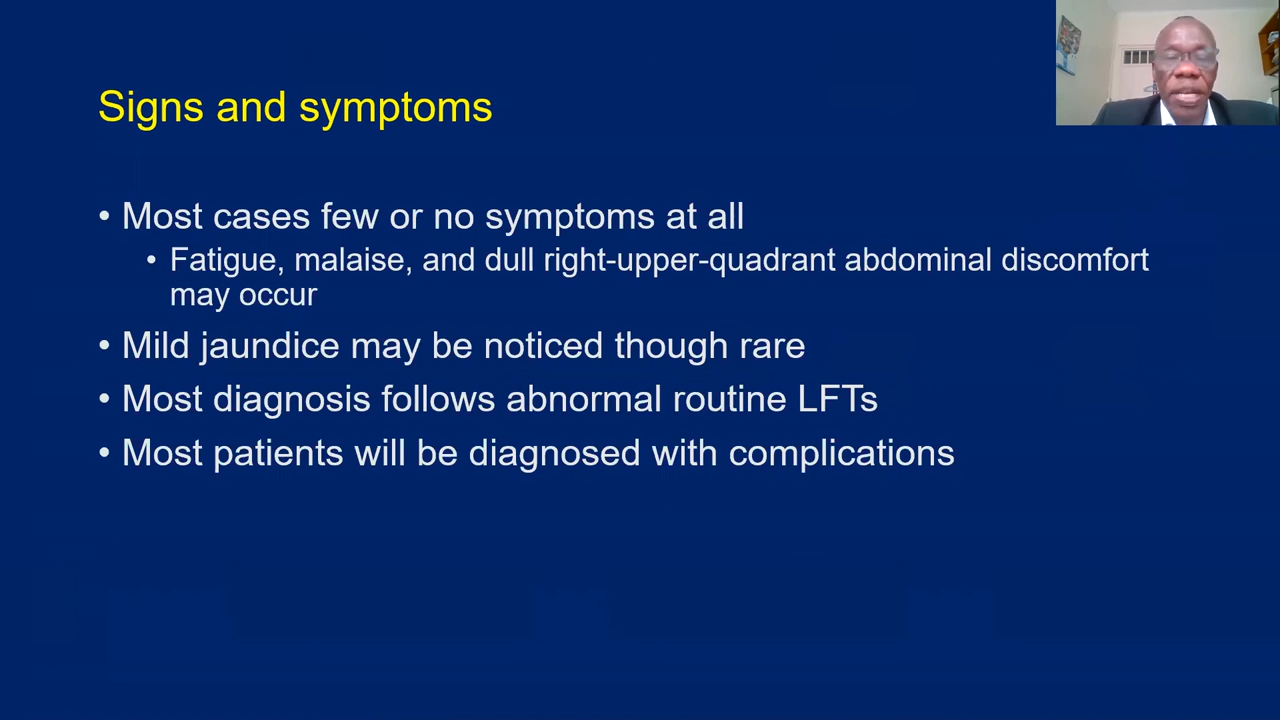 Signs and symptoms
• Most cases few or no symptoms at all
• Fatigue, malaise, and dull right-upper-quadrant abdominal discomfort
may occur
• Mild jaundice may be noticed though rare
• Most diagnosis follows abnormal routine LFTs
• Most patients will be diagnosed with complications